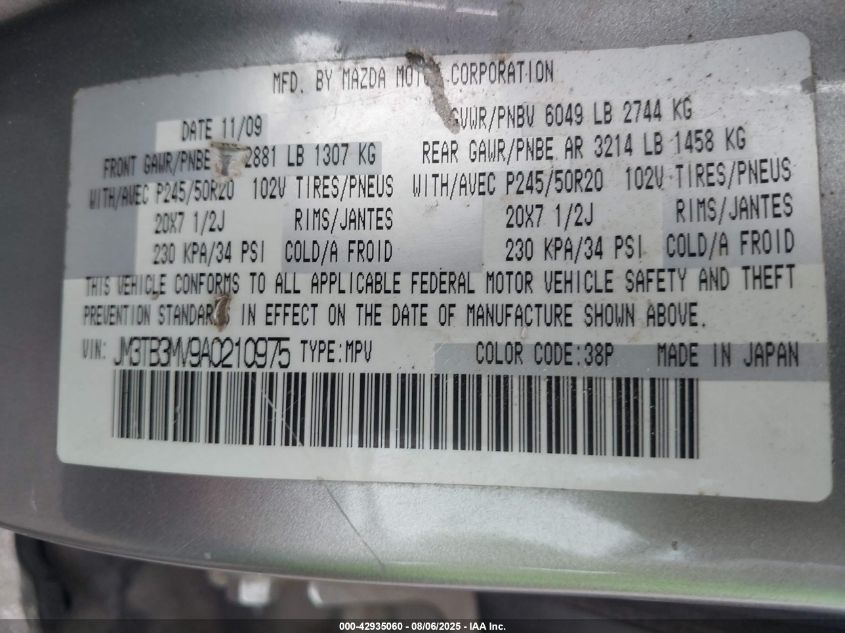 MFD. BY MAZDA MOTOR CORPORATION
DATE 11/09 GVWR/PNBV 6049 LB 2744 KG
FRONT GAWR/PNBE 2881 LB 1307 KG REAR GAWR/PNBE AR 3214 LB 1458 KG
WITH/AVEC P245/50R20 102V TIRES/PNEUS WITH/AVEC P245/50R20 102V TIRES/PNEUS
20X7 1/2J RIMS/JANTES 20X7 1/2J RIMS/JANTES
230 KPA/34 PSI COLD/A FROID 230 KPA/34 PSI COLD/A FROID
THIS VEHICLE CONFORMS TO ALL APPLICABLE FEDERAL MOTOR VEHICLE SAFETY AND THEFT
PREVENTION STANDARDS IN EFFECT ON THE DATE OF MANUFACTURE SHOWN ABOVE.
VIN: JM3TB3MV9A0210975 TYPE:MPV COLOR CODE:38P MADE IN JAPAN
000-42935060 - 08/06/2025 - IAA, Inc.